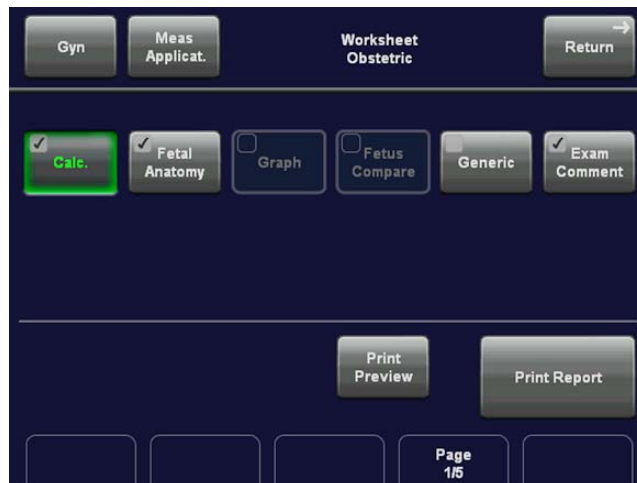 Gyn
Meas
Applicat.
Worksheet
Obstetric
Return
Calc.
Fetal
Anatomy
Graph
Fetus
Compare
Generic
Exam
Comment
Print
Preview
Print Report
Page
1/5